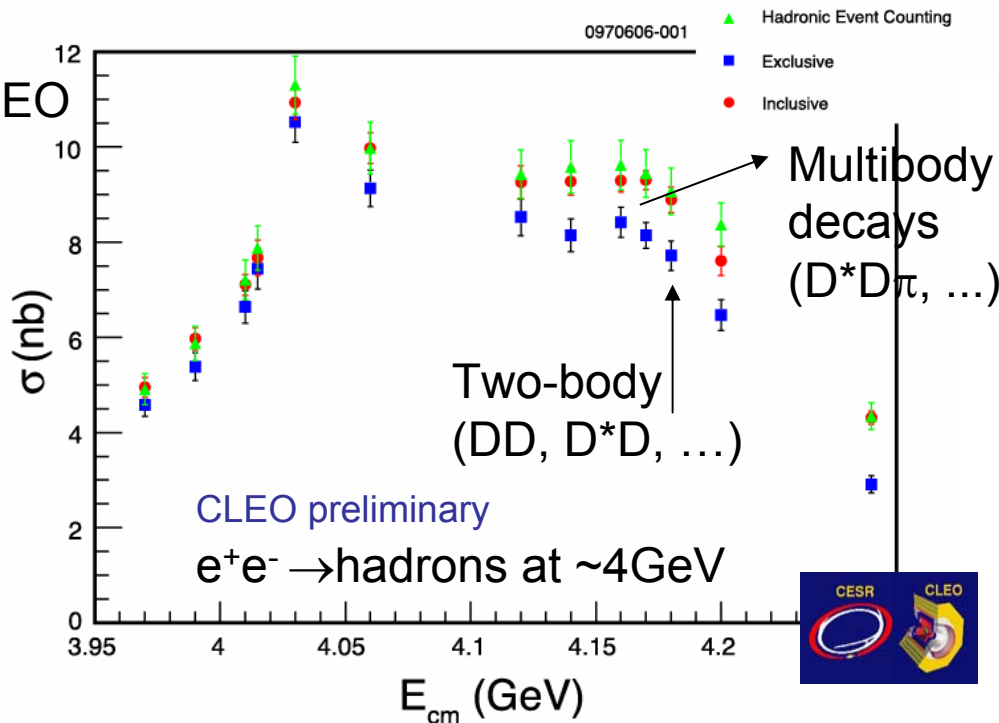 0970606-001
Hadronic Event Counting
Exclusive
Inclusive
EO
12
10
8
6
4
2
0
σ (nb)
Multibody
decays
(D*Dπ, ...)
Two-body
(DD, D*D, …)
CLEO preliminary
e⁺e⁻ →hadrons at ~4GeV
CESR
CLEO
3.95
4
4.05
4.1
4.15
4.2
E_cm (GeV)